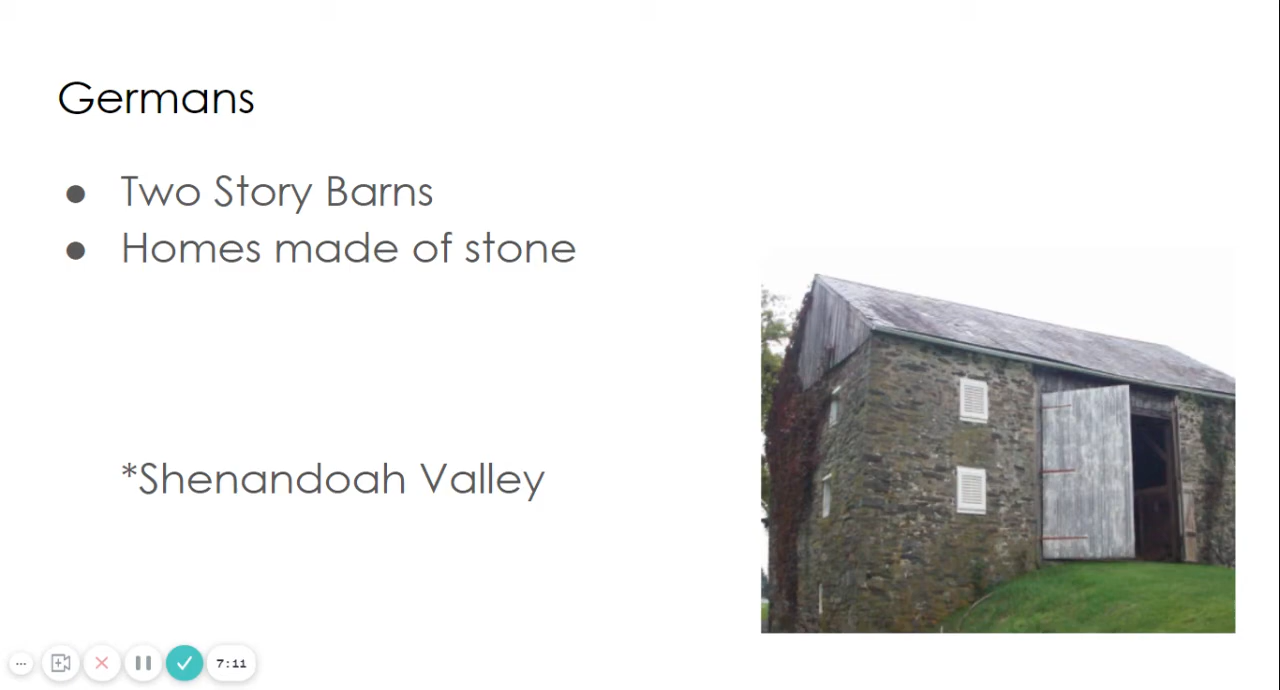 Germans
● Two Story Barns
● Homes made of stone
*Shenandoah Valley
7:11